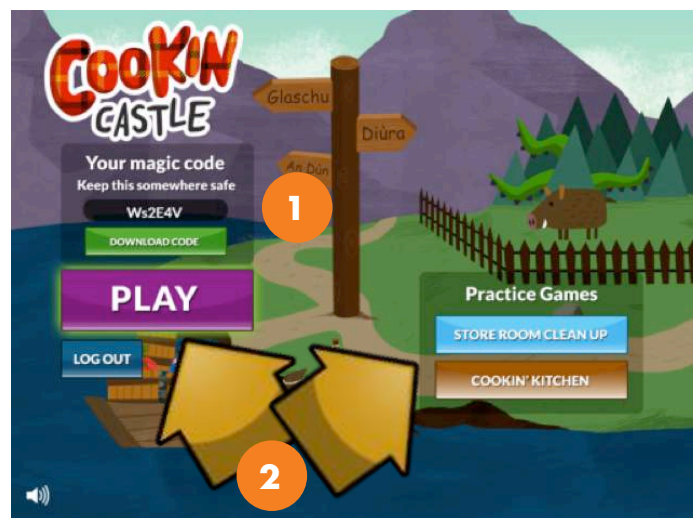 COOKIN
CASTLE
Glaschu
Diùra
An Dún
Your magic code
Keep this somewhere safe
Ws2E4V
DOWNLOAD CODE
1
PLAY
LOG OUT
Practice Games
STORE ROOM CLEAN UP
COOKIN' KITCHEN
2